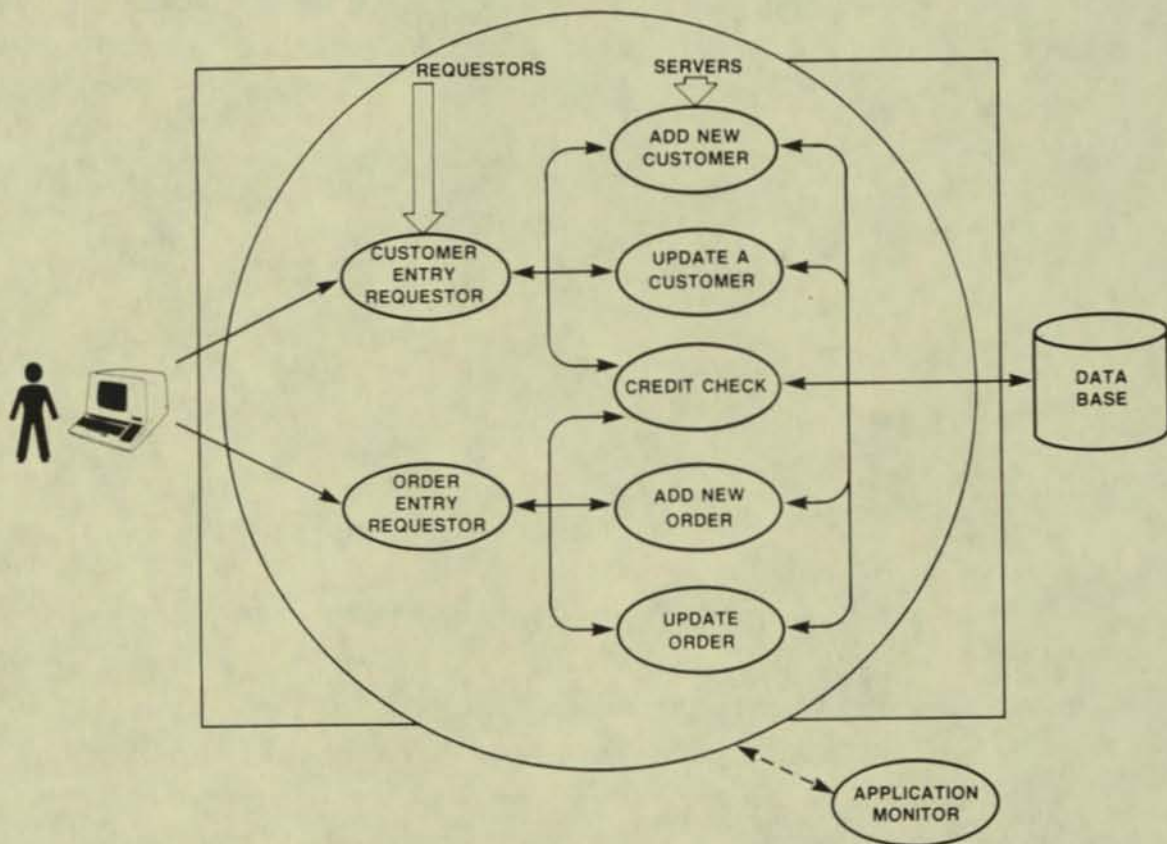 REQUESTORS
SERVERS
ADD NEW
CUSTOMER
CUSTOMER
ENTRY
REQUESTOR
UPDATE A
CUSTOMER
CREDIT CHECK
DATA
BASE
ORDER
ENTRY
REQUESTOR
ADD NEW
ORDER
UPDATE
ORDER
APPLICATION
MONITOR